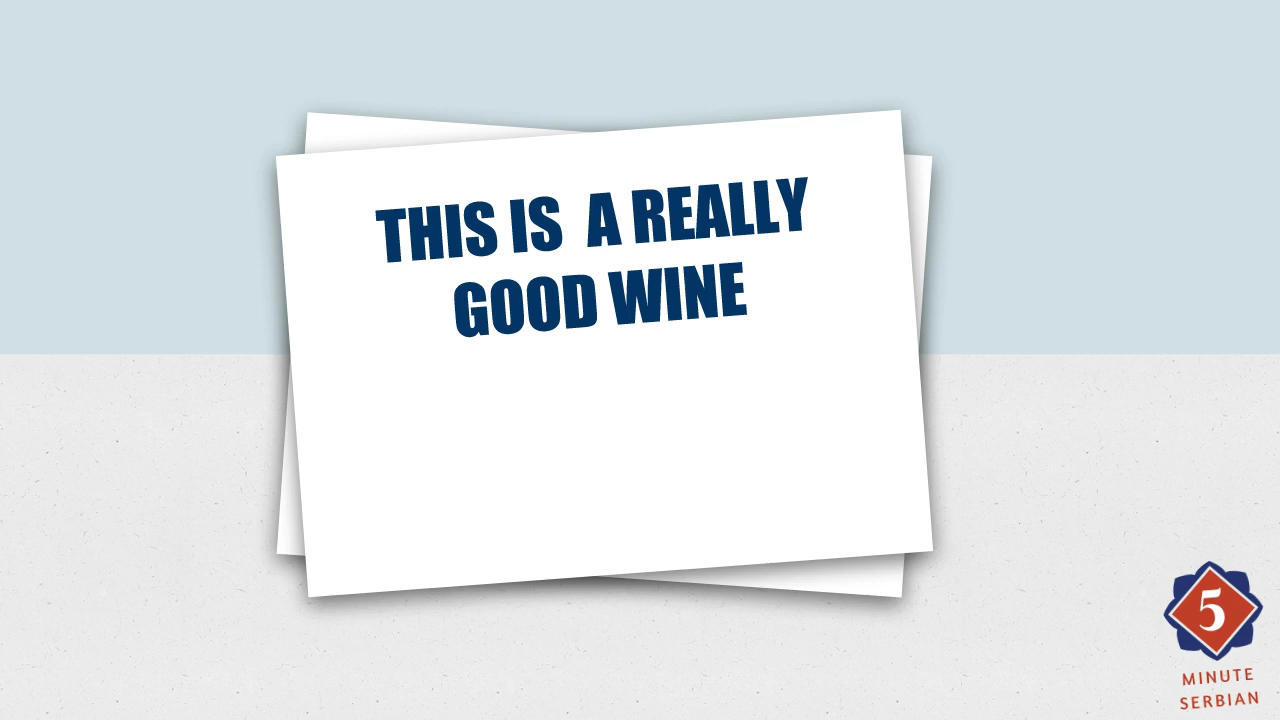 THIS IS A REALLY
GOOD WINE
5
MINUTE
SERBIAN